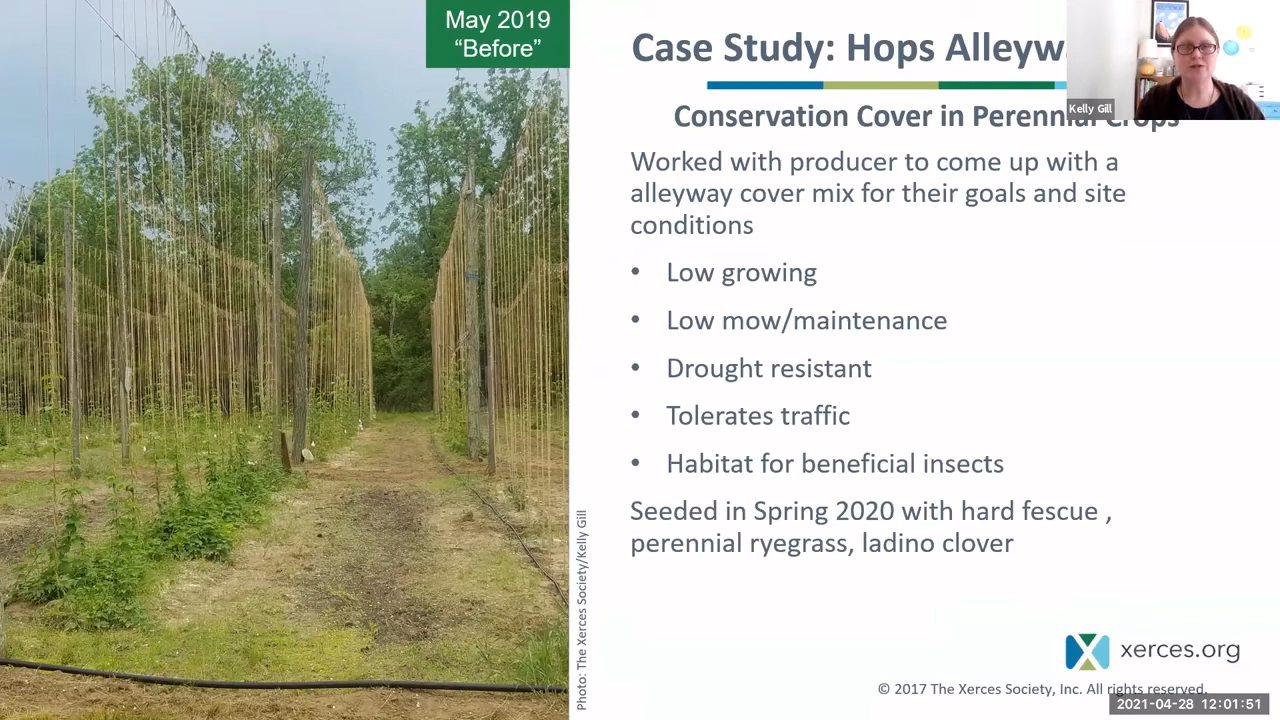 May 2019
“Before”
Case Study: Hops Alleyw
Kelly Gill
Conservation Cover in Perennial Crops
Worked with producer to come up with a
alleyway cover mix for their goals and site
conditions
• Low growing
• Low mow/maintenance
• Drought resistant
• Tolerates traffic
• Habitat for beneficial insects
Seeded in Spring 2020 with hard fescue ,
perennial ryegrass, ladino clover
Photo: The Xerces Society/Kelly Gill
xerces.org
© 2017 The Xerces Society, Inc. All rights reserved.
2021-04-28 12:01:51